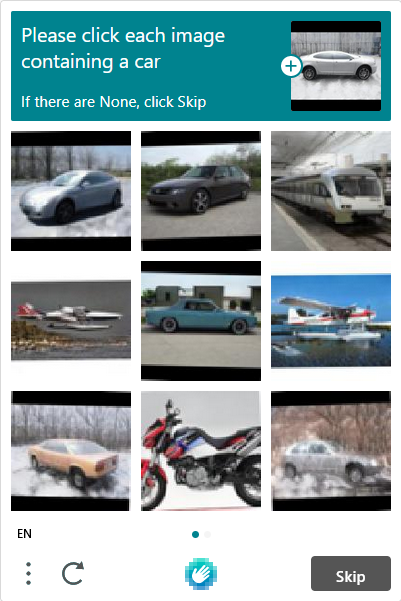 Please click each image
containing a car
If there are None, click Skip
EN
Skip